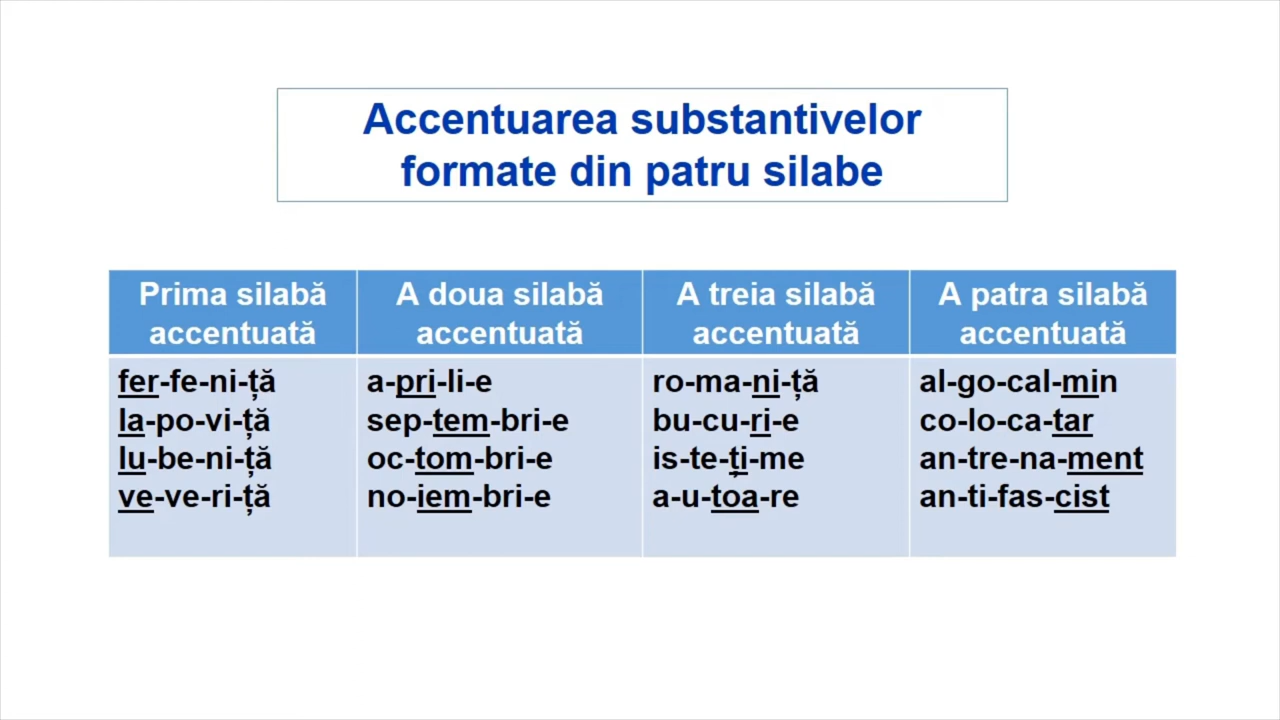 Accentuarea substantivelor
formate din patru silabe
Prima silabă
accentuată
A doua silabă
accentuată
A treia silabă
accentuată
A patra silabă
accentuată
fer-fe-ni-ță
la-po-vi-ță
lu-be-ni-ță
ve-ve-ri-ță
a-pri-li-e
sep-tem-bri-e
oc-tom-bri-e
no-iem-bri-e
ro-ma-ni-ță
bu-cu-ri-e
is-te-ți-me
a-u-toa-re
al-go-cal-min
co-lo-ca-tar
an-tre-na-ment
an-ti-fas-cist